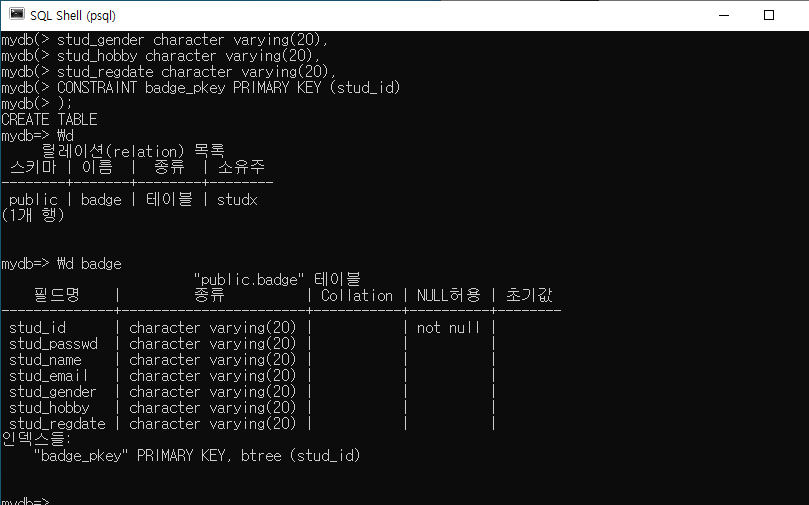 SQL Shell (psql)
mydb(> stud_gender character varying(20),
mydb(> stud_hobby character varying(20),
mydb(> stud_regdate character varying(20),
mydb(> CONSTRAINT badge_pkey PRIMARY KEY (stud_id)
mydb(> );
CREATE TABLE
mydb=> ₩d
릴레이션(relation) 목록
스키마 | 이름 | 종류 | 소유주
--------+-------+--------+--------
public | badge | 테이블 | studx
(1개 행)
mydb=> ₩d badge
"public.badge" 테이블
필드명 | 종류 | Collation | NULL허용 | 초기값
--------------+-----------------------+-----------+----------+--------
stud_id | character varying(20) | | not null |
stud_passwd | character varying(20) | | |
stud_name | character varying(20) | | |
stud_email | character varying(20) | | |
stud_gender | character varying(20) | | |
stud_hobby | character varying(20) | | |
stud_regdate | character varying(20) | | |
인덱스들:
"badge_pkey" PRIMARY KEY, btree (stud_id)
mydb=>